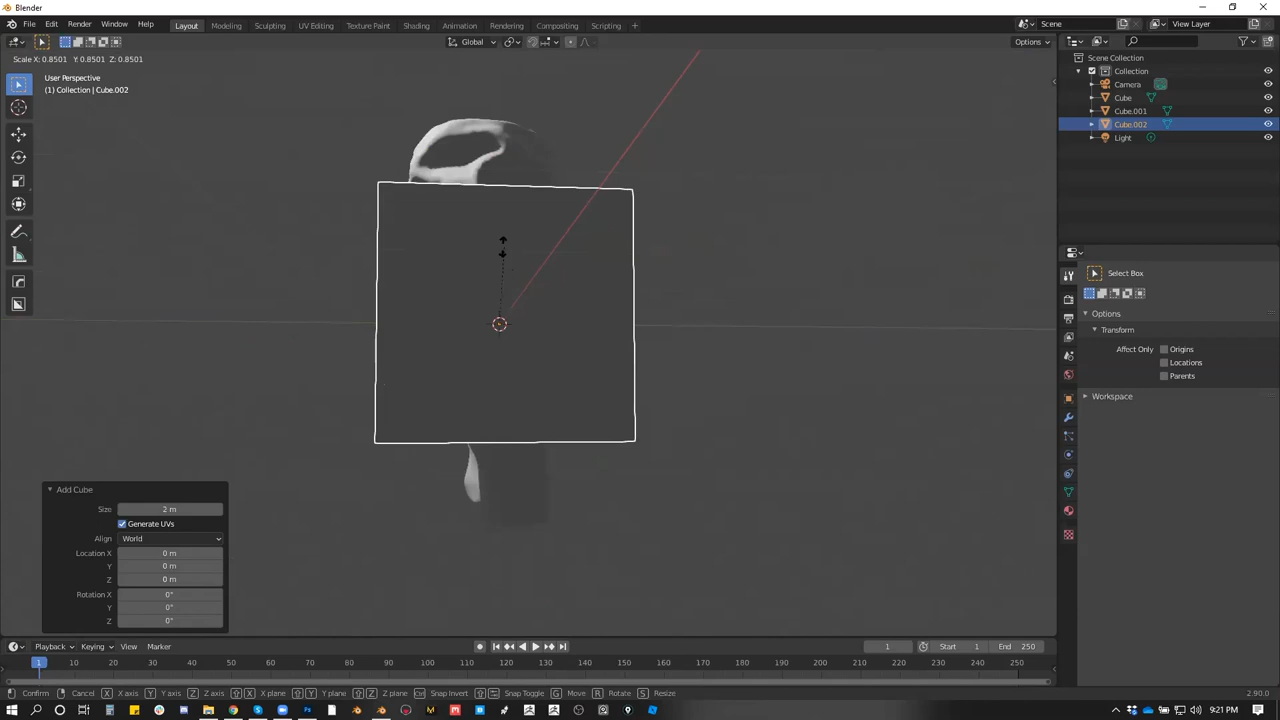 Blender
File Edit Render Window Help Layout Modeling Sculpting UV Editing Texture Paint Shading Animation Rendering Compositing Scripting + Scene View Layer
Global Options
Scale X: 0.8501 Y: 0.8501 Z: 0.8501
User Perspective
(1) Collection | Cube.002
Scene Collection
Collection
Camera
Cube
Cube.001
Cube.002
Light
Select Box
Options
Transform
Affect Only Origins
Locations
Parents
Workspace
Add Cube
Size 2 m
Generate UVs
Align World
Location X 0 m
Y 0 m
Z 0 m
Rotation X 0°
Y 0°
Z 0°
Playback Keying View Marker 1 Start 1 End 250
1 10 20 30 40 50 60 70 80 90 100 110 120 130 140 150 160 170 180 190 200 210 220 230 240 250
Confirm Cancel X X axis Y Y axis Z Z axis X X plane Y Y plane Z Z plane Snap Invert Snap Toggle G Move R Rotate S Resize 2.90.0
9:21 PM